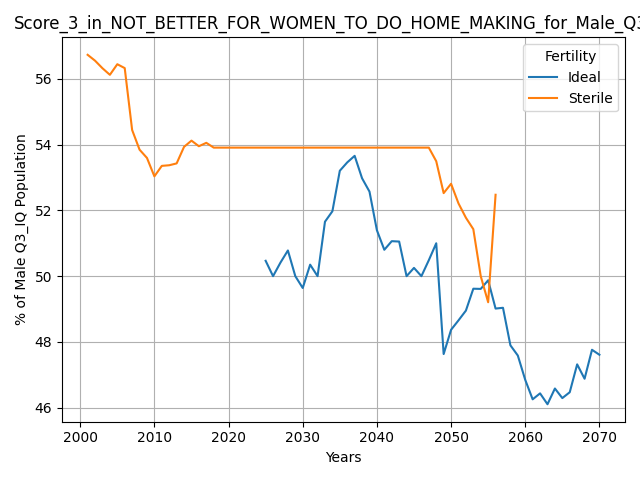 Score_3_in_NOT_BETTER_FOR_WOMEN_TO_DO_HOME_MAKING_for_Male_Q3
Fertility
Ideal
Sterile
% of Male Q3_IQ Population
56
54
52
50
48
46
2000 2010 2020 2030 2040 2050 2060 2070
Years